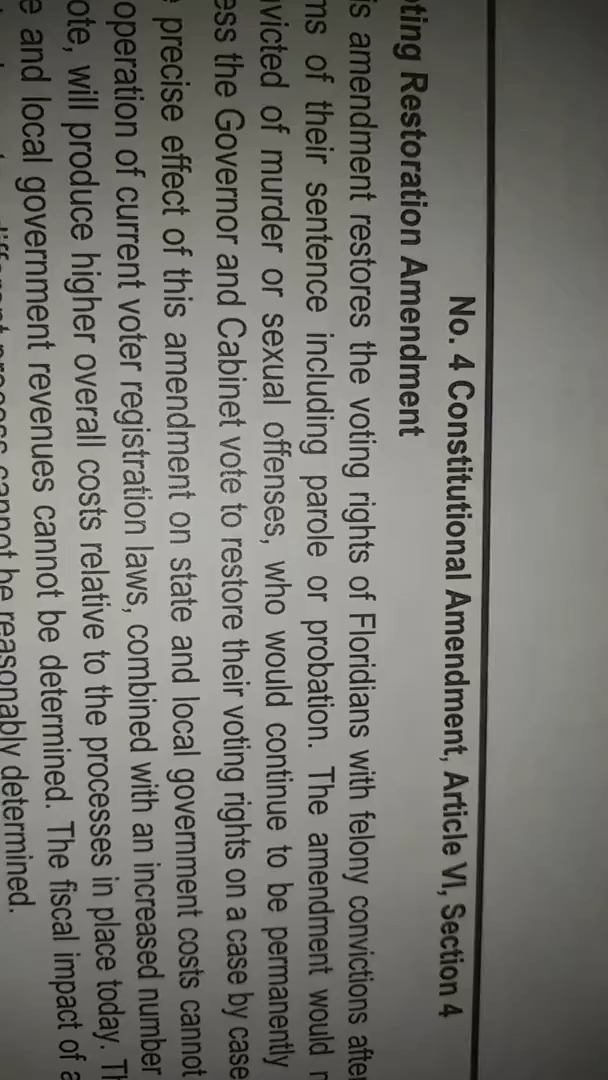 No. 4 Constitutional Amendment, Article VI, Section 4
ting Restoration Amendment
is amendment restores the voting rights of Floridians with felony convictions after
ms of their sentence including parole or probation. The amendment would n
victed of murder or sexual offenses, who would continue to be permanently
ess the Governor and Cabinet vote to restore their voting rights on a case by case
precise effect of this amendment on state and local government costs cannot
operation of current voter registration laws, combined with an increased number
ote, will produce higher overall costs relative to the processes in place today. Th
e and local government revenues cannot be determined. The fiscal impact of a
different process cannot be reasonably determined.